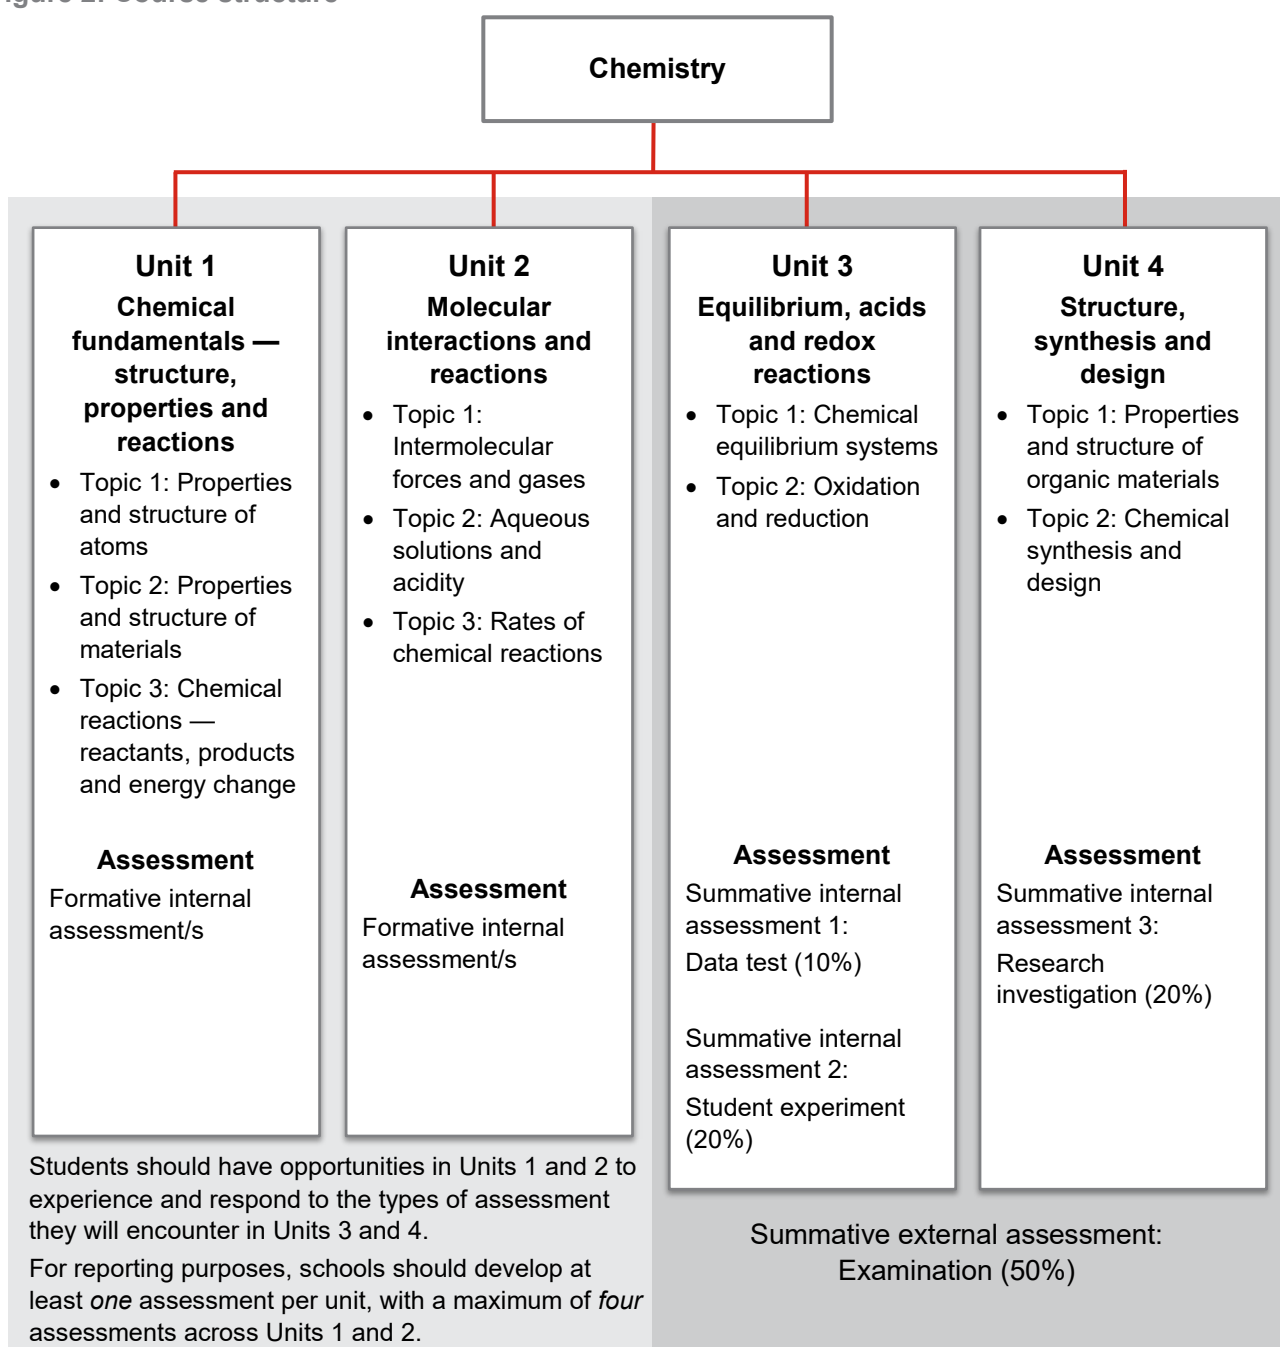 Figure 2: Course structure
Chemistry
Unit 1
Chemical
fundamentals —
structure,
properties and
reactions
• Topic 1: Properties
and structure of
atoms
• Topic 2: Properties
and structure of
materials
• Topic 3: Chemical
reactions —
reactants, products
and energy change
Assessment
Formative internal
assessment/s
Unit 2
Molecular
interactions and
reactions
• Topic 1:
Intermolecular
forces and gases
• Topic 2: Aqueous
solutions and
acidity
• Topic 3: Rates of
chemical reactions
Assessment
Formative internal
assessment/s
Unit 3
Equilibrium, acids
and redox
reactions
• Topic 1: Chemical
equilibrium systems
• Topic 2: Oxidation
and reduction
Assessment
Summative internal
assessment 1:
Data test (10%)
Summative internal
assessment 2:
Student experiment
(20%)
Unit 4
Structure,
synthesis and
design
• Topic 1: Properties
and structure of
organic materials
• Topic 2: Chemical
synthesis and
design
Assessment
Summative internal
assessment 3:
Research
investigation (20%)
Students should have opportunities in Units 1 and 2 to
experience and respond to the types of assessment
they will encounter in Units 3 and 4.
For reporting purposes, schools should develop at
least one assessment per unit, with a maximum of four
assessments across Units 1 and 2.
Summative external assessment:
Examination (50%)